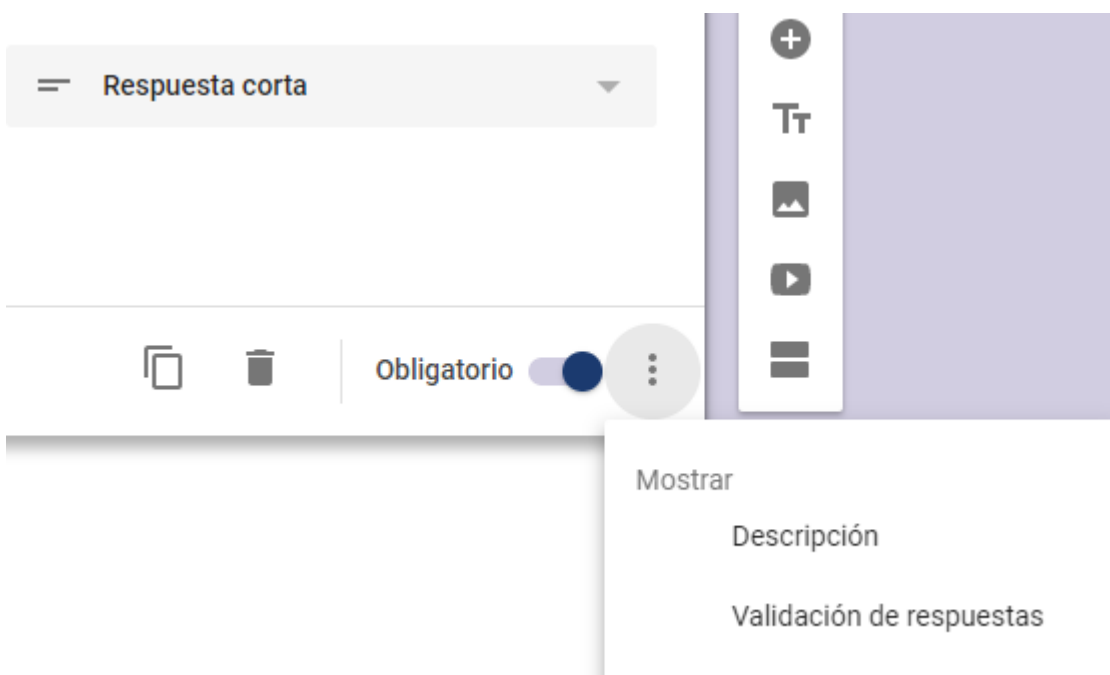 Respuesta corta
Obligatorio
Mostrar
Descripción
Validación de respuestas